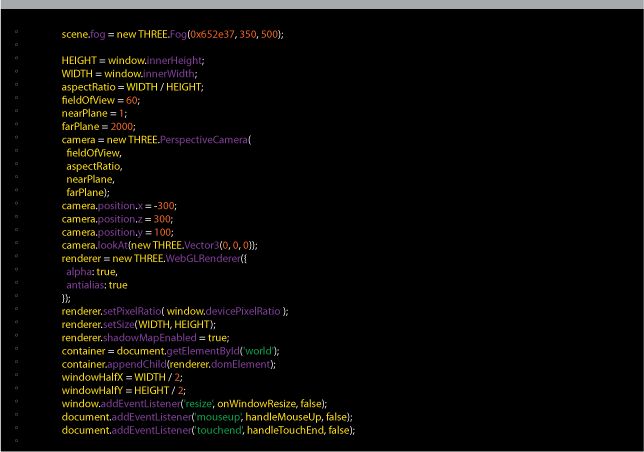 scene.fog = new THREE.Fog(0x652e37, 350, 500);
HEIGHT = window.innerHeight;
WIDTH = window.innerWidth;
aspectRatio = WIDTH / HEIGHT;
fieldOfView = 60;
nearPlane = 1;
farPlane = 2000;
camera = new THREE.PerspectiveCamera(
fieldOfView,
aspectRatio,
nearPlane,
farPlane);
camera.position.x = -300;
camera.position.z = 300;
camera.position.y = 100;
camera.lookAt(new THREE.Vector3(0, 0, 0));
renderer = new THREE.WebGLRenderer({
alpha: true,
antialias: true
});
renderer.setPixelRatio( window.devicePixelRatio );
renderer.setSize(WIDTH, HEIGHT);
renderer.shadowMapEnabled = true;
container = document.getElementById('world');
container.appendChild(renderer.domElement);
windowHalfX = WIDTH / 2;
windowHalfY = HEIGHT / 2;
window.addEventListener('resize', onWindowResize, false);
document.addEventListener('mouseup', handleMouseUp, false);
document.addEventListener('touchend', handleTouchEnd, false);